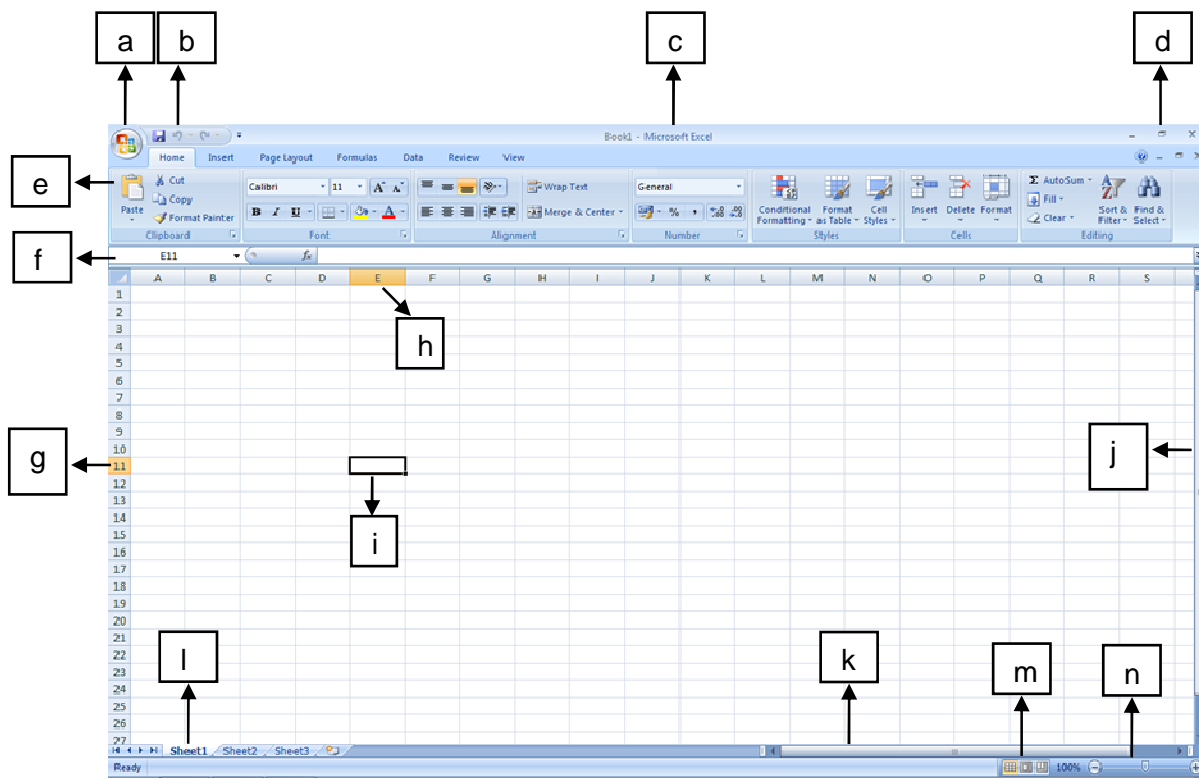 a b c d
Book1 - Microsoft Excel
Home Insert Page Layout Formulas Data Review View
e
Cut
Copy
Format Painter
Paste
Clipboard
Calibri 11
B I U
Font
Wrap Text
Merge & Center
Alignment
General
% ,
Number
Conditional Formatting
Format as Table
Cell Styles
Styles
Insert Delete Format
Cells
Σ AutoSum
Fill
Clear
Sort & Filter
Find & Select
Editing
f
E11 fx
A B C D E F G H I J K L M N O P Q R S
1
2
3
4
h
5
6
7
8
9
10
g
11
j
12
13
14
15
i
16
17
18
19
20
21
22
l k m n
23
24
25
26
27
Sheet1 Sheet2 Sheet3
Ready 100%